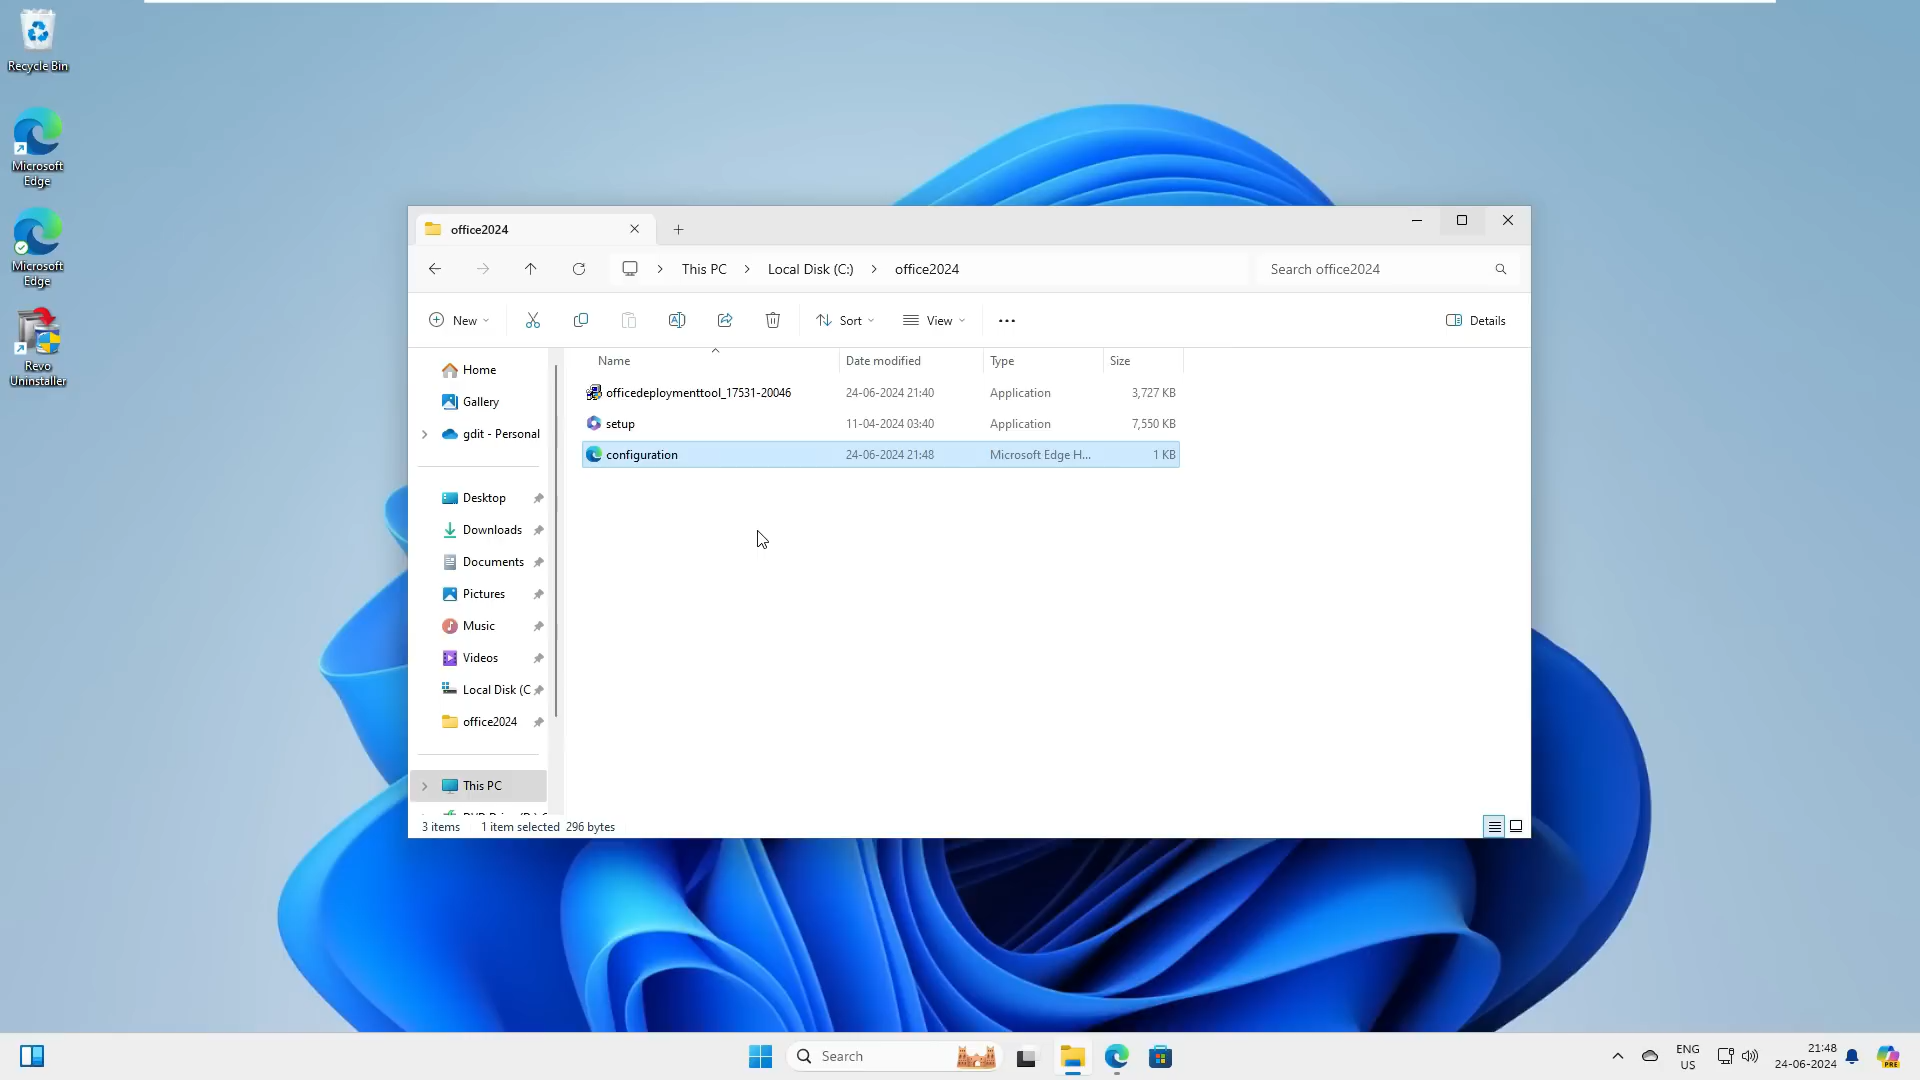 Recycle Bin
Microsoft
Edge
Microsoft
Edge
Revo
Uninstaller
office2024
This PC
Local Disk (C:)
office2024
Search office2024
New
Sort
View
Details
Name
Date modified
Type
Size
officedeploymenttool_17531-20046
24-06-2024 21:40
Application
3,727 KB
setup
11-04-2024 03:40
Application
7,550 KB
configuration
24-06-2024 21:48
Microsoft Edge H...
1 KB
Home
Gallery
gdit - Personal
Desktop
Downloads
Documents
Pictures
Music
Videos
Local Disk (C
office2024
This PC
3 items
1 item selected
296 bytes
Search
ENG
US
21:48
24-06-2024
PRE